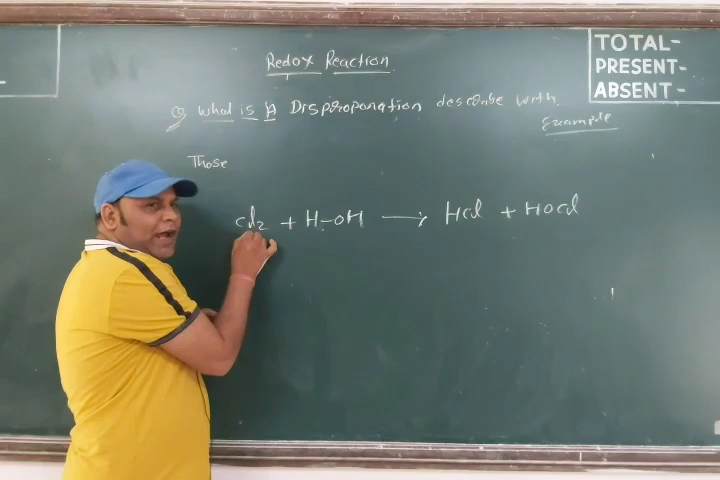 TOTAL-
PRESENT-
ABSENT-
Redox Reaction
Q What is A Disproponation describe with
Example
Those
Cl2 + H-OH → Hcl + HOcl